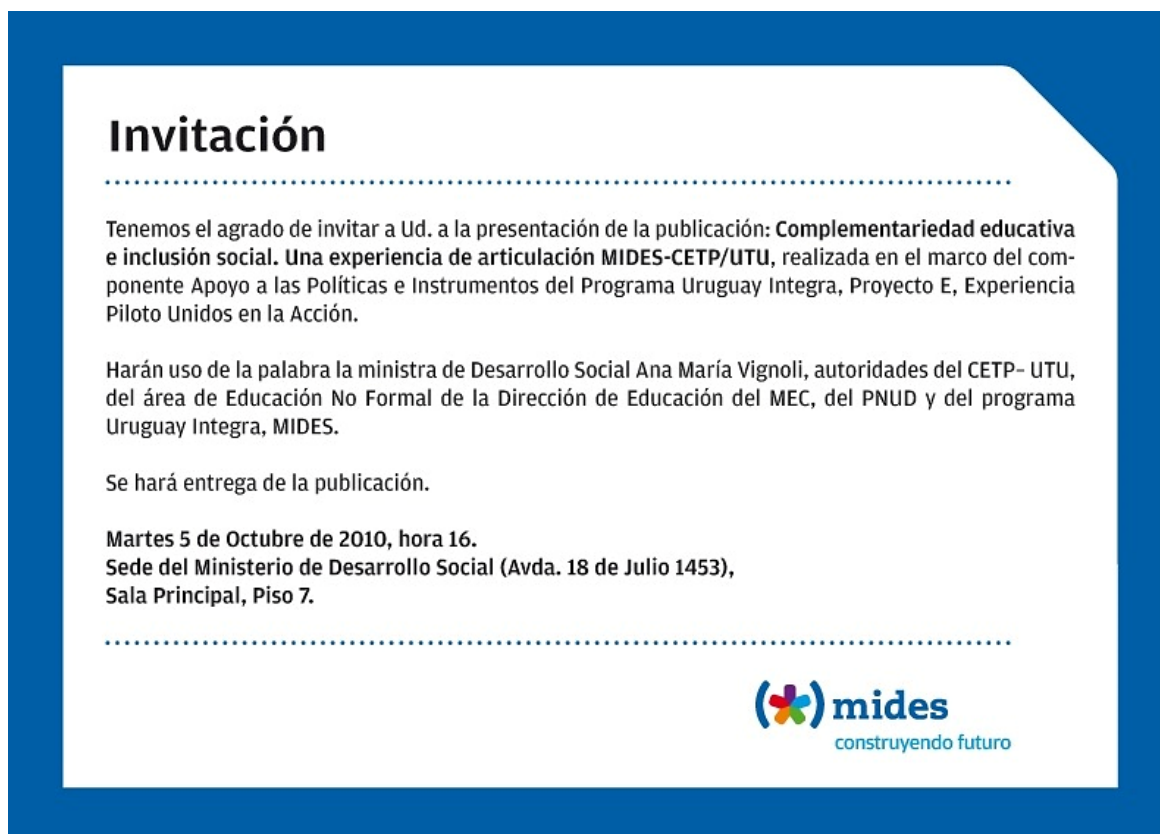 Invitación
Tenemos el agrado de invitar a Ud. a la presentación de la publicación: Complementariedad educativa
e inclusión social. Una experiencia de articulación MIDES-CETP/UTU, realizada en el marco del com-
ponente Apoyo a las Políticas e Instrumentos del Programa Uruguay Integra, Proyecto E, Experiencia
Piloto Unidos en la Acción.
Harán uso de la palabra la ministra de Desarrollo Social Ana María Vignoli, autoridades del CETP- UTU,
del área de Educación No Formal de la Dirección de Educación del MEC, del PNUD y del programa
Uruguay Integra, MIDES.
Se hará entrega de la publicación.
Martes 5 de Octubre de 2010, hora 16.
Sede del Ministerio de Desarrollo Social (Avda. 18 de Julio 1453),
Sala Principal, Piso 7.
mides
construyendo futuro